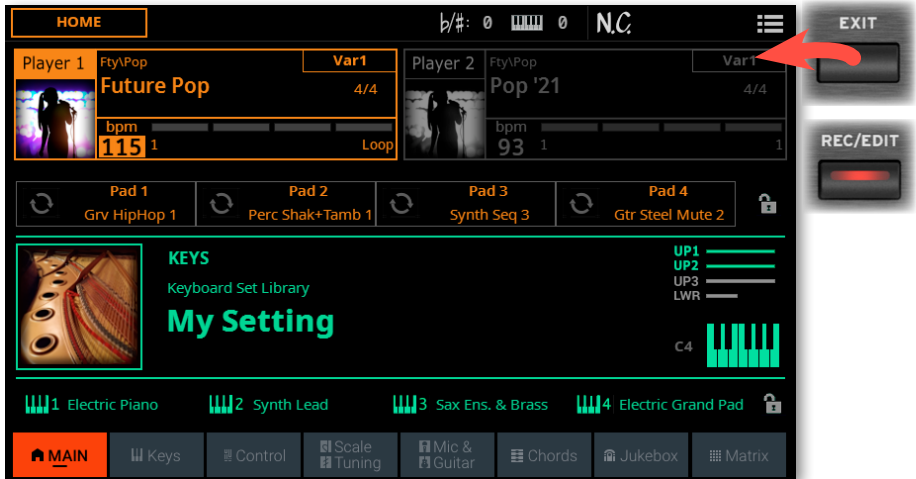 HOME
♭/♯: 0 0 N.C.
EXIT
Player 1 Fty\Pop Var1
Future Pop 4/4
bpm
115 1 Loop
Player 2 Fty\Pop Var1
Pop '21 4/4
bpm
93 1 1
REC/EDIT
Pad 1 Pad 2 Pad 3 Pad 4
Grv HipHop 1 Perc Shak+Tamb 1 Synth Seq 3 Gtr Steel Mute 2
KEYS
Keyboard Set Library
My Setting
UP1
UP2
UP3
LWR
C4
1 Electric Piano 2 Synth Lead 3 Sax Ens. & Brass 4 Electric Grand Pad
MAIN Keys Control Scale Tuning Mic & Guitar Chords Jukebox Matrix